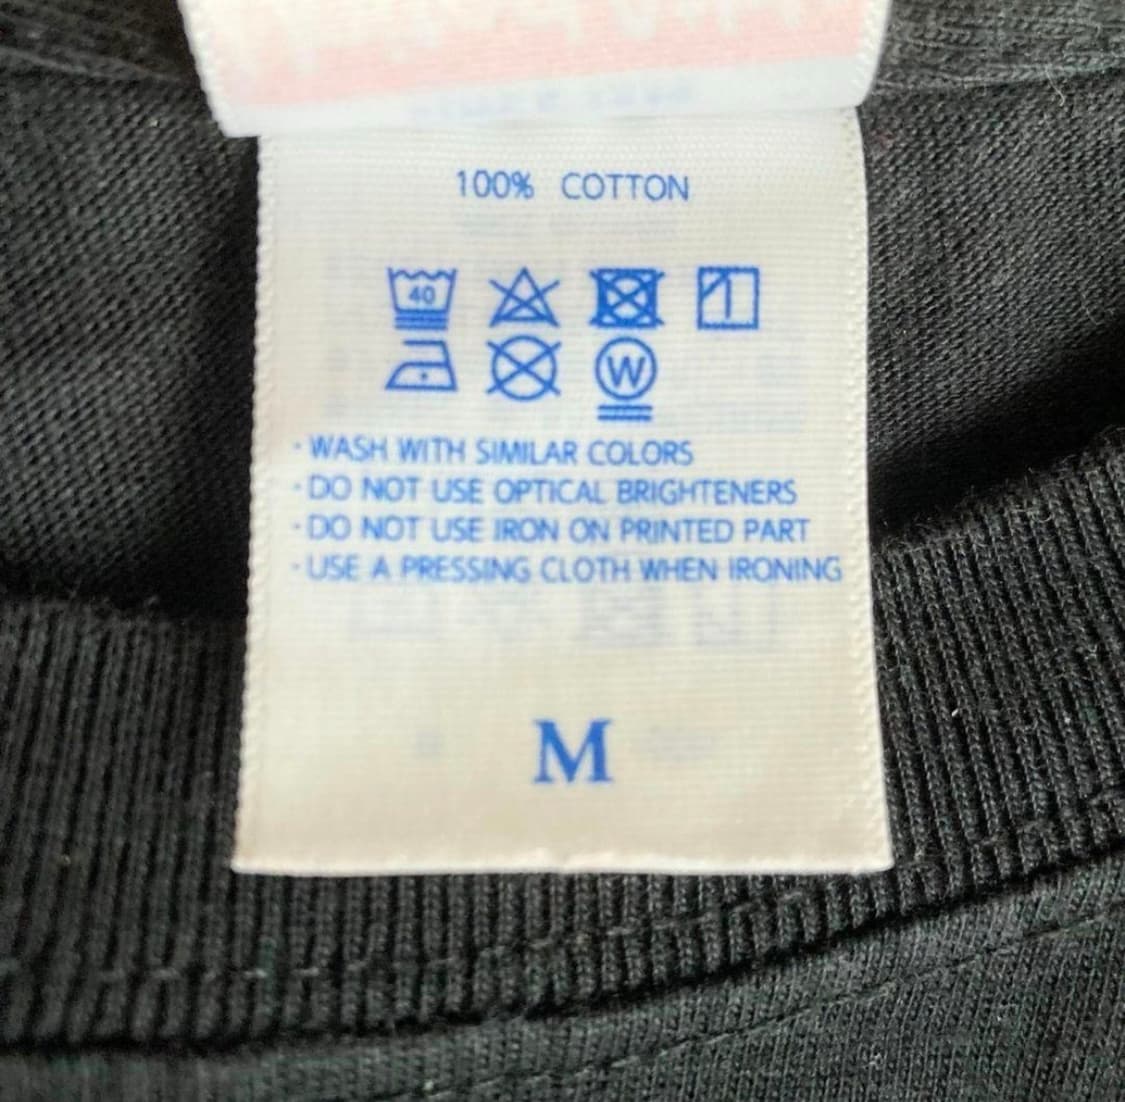 100% COTTON
40
W
· WASH WITH SIMILAR COLORS
· DO NOT USE OPTICAL BRIGHTENERS
· DO NOT USE IRON ON PRINTED PART
· USE A PRESSING CLOTH WHEN IRONING
M